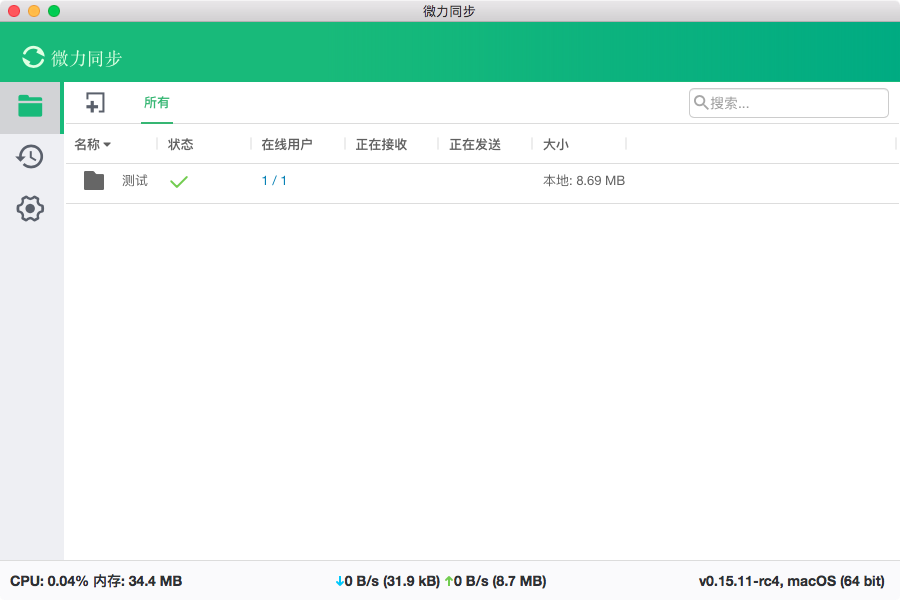 微力同步
微力同步
所有
搜索...
名称 状态 在线用户 正在接收 正在发送 大小
测试 1 / 1 本地: 8.69 MB
CPU: 0.04% 内存: 34.4 MB 0 B/s (31.9 kB) 0 B/s (8.7 MB) v0.15.11-rc4, macOS (64 bit)